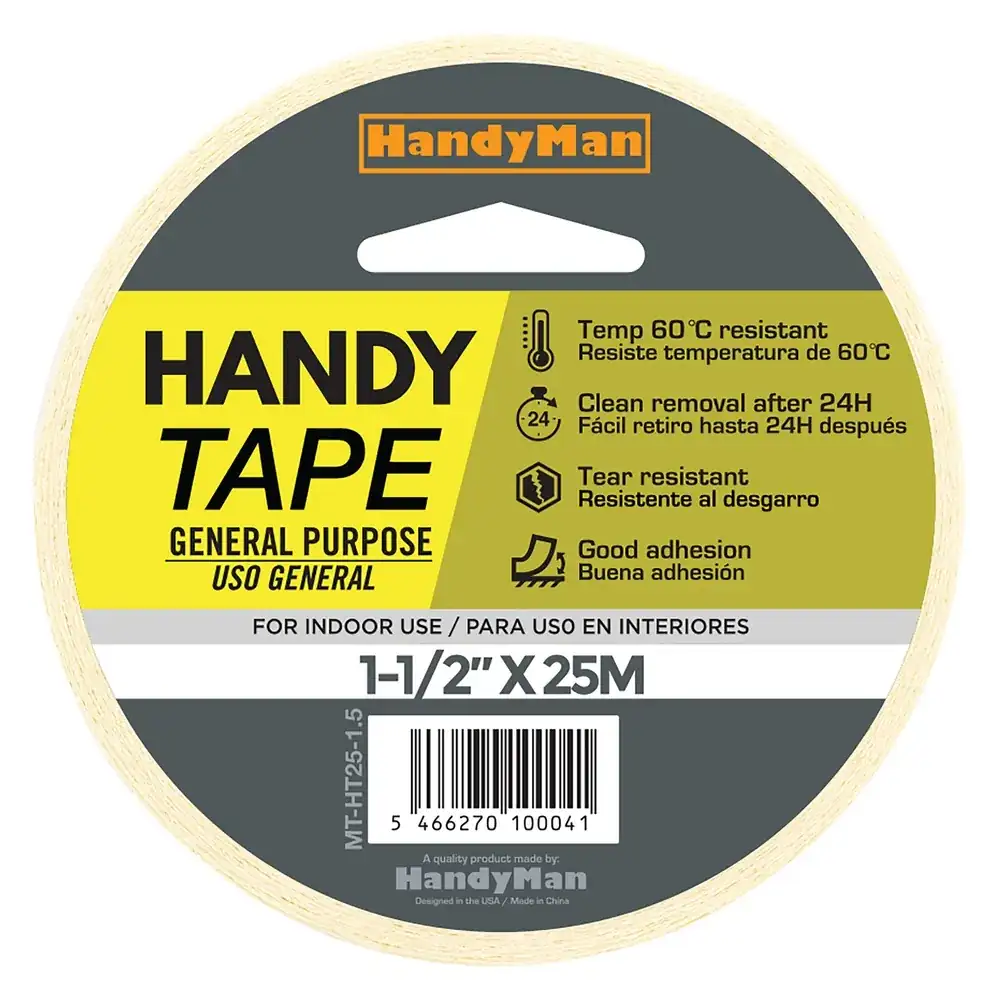 HandyMan
HANDY
TAPE
GENERAL PURPOSE
USO GENERAL
Temp 60°C resistant
Resiste temperatura de 60°C
24
Clean removal after 24H
Fácil retiro hasta 24H después
Tear resistant
Resistente al desgarro
Good adhesion
Buena adhesión
FOR INDOOR USE / PARA USO EN INTERIORES
1-1/2" X 25M
MT-HT25-1.5
5 466270 100041
A quality product made by:
HandyMan
Designed in the USA / Made in China